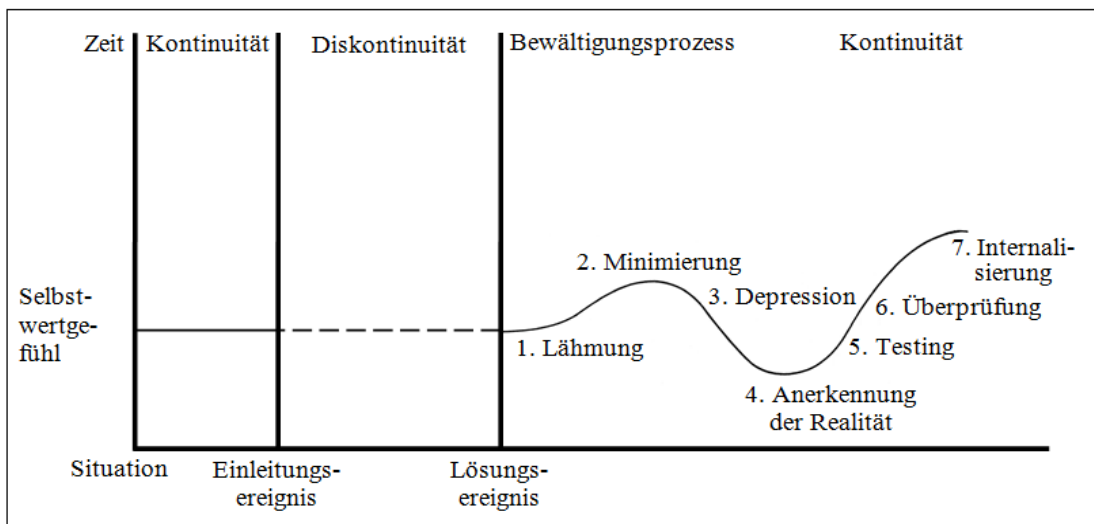 Zeit Kontinuität Diskontinuität Bewältigungsprozess Kontinuität
2. Minimierung
7. Internali-
sierung
3. Depression
6. Überprüfung
Selbst-
wertge-
fühl
1. Lähmung
5. Testing
4. Anerkennung
der Realität
Situation Einleitungs-
ereignis
Lösungs-
ereignis